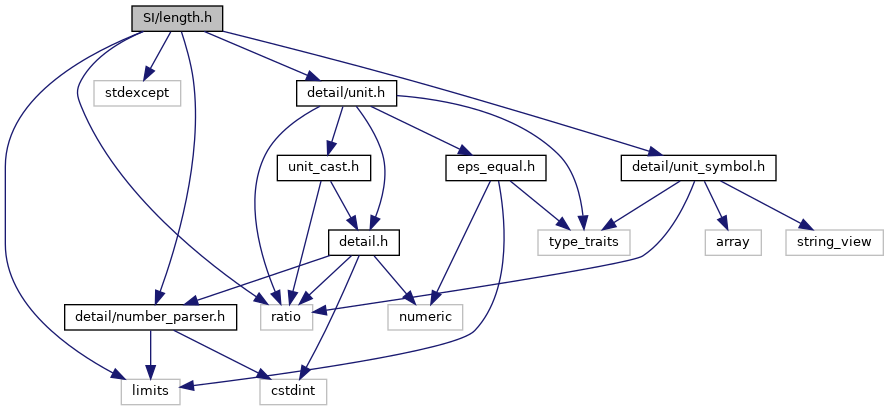 SI/length.h
stdexcept
detail/unit.h
unit_cast.h
eps_equal.h
detail/unit_symbol.h
detail.h
type_traits
array
string_view
detail/number_parser.h
ratio
numeric
limits
cstdint